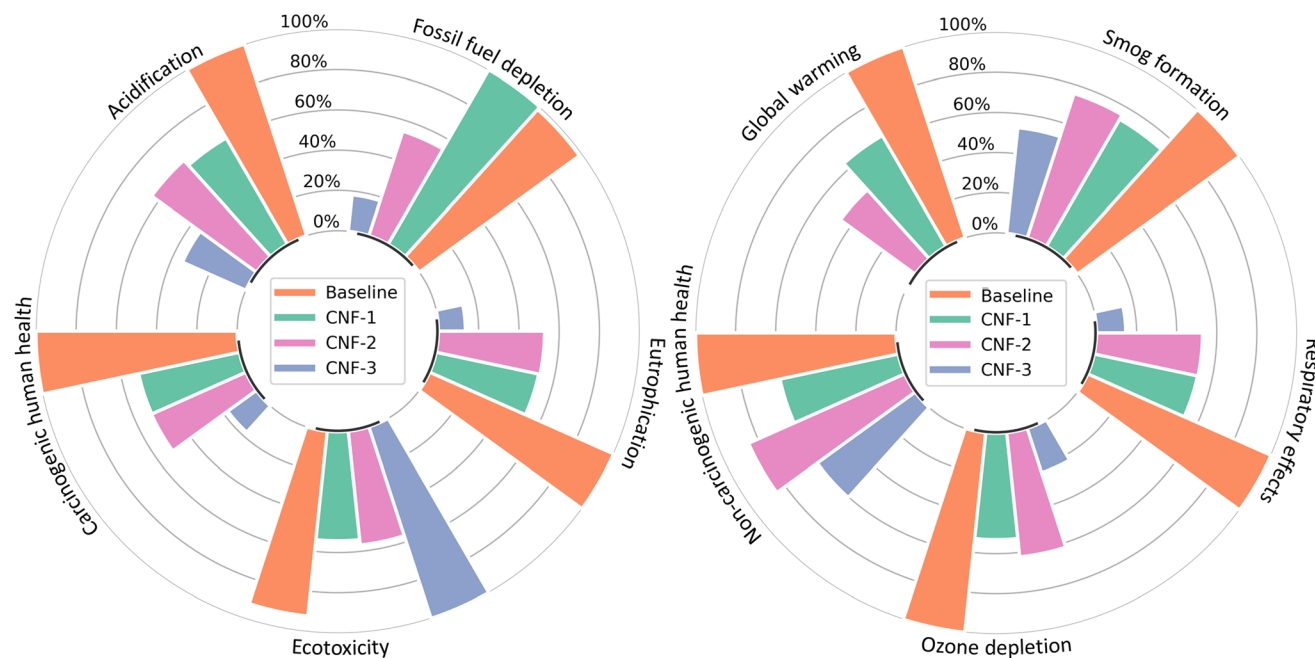 100%
80%
60%
40%
20%
0%
Acidification
Fossil fuel depletion
Eutrophication
Ecotoxicity
Carcinogenic human health
Baseline
CNF-1
CNF-2
CNF-3
100%
80%
60%
40%
20%
0%
Global warming
Smog formation
Respiratory effects
Ozone depletion
Non-carcinogenic human health
Baseline
CNF-1
CNF-2
CNF-3